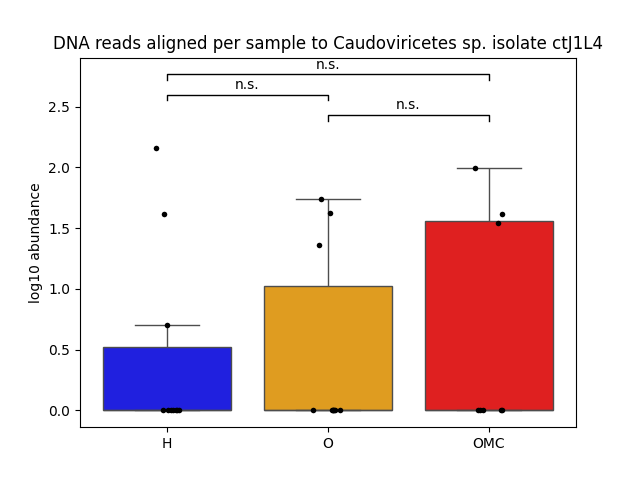 DNA reads aligned per sample to Caudoviricetes sp. isolate ctJ1L4
n.s.
n.s.
n.s.
2.5
2.0
1.5
1.0
0.5
0.0
log10 abundance
H O OMC